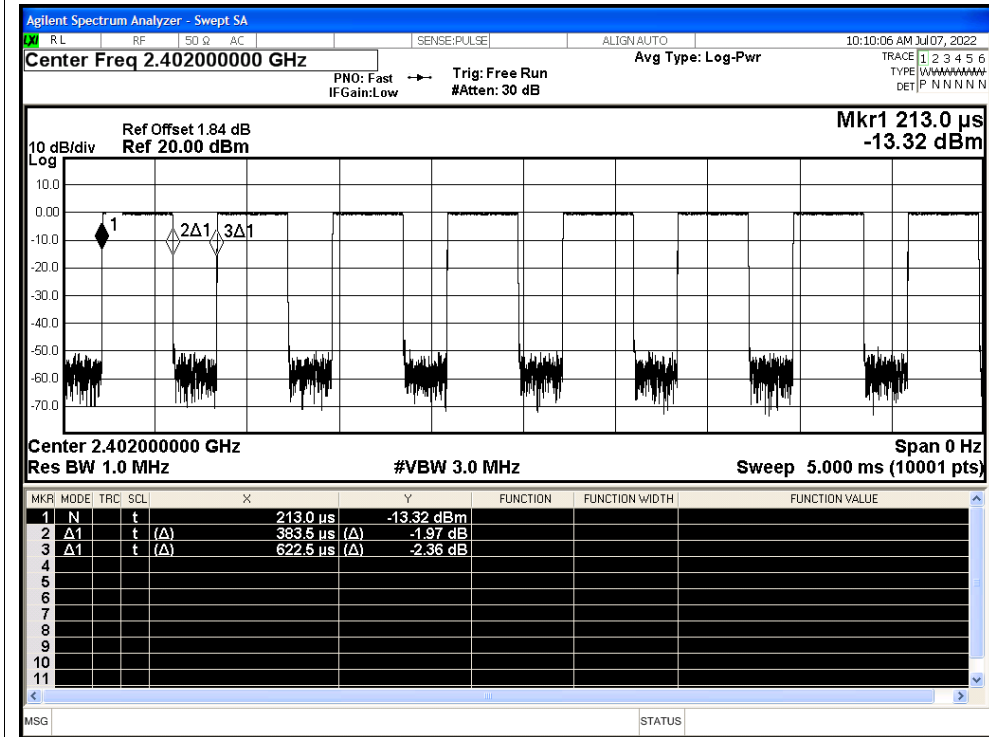 Agilent Spectrum Analyzer - Swept SA
LXI RL RF 50 Ω AC SENSE:PULSE ALIGN AUTO 10:10:06 AM Jul 07, 2022
Center Freq 2.402000000 GHz
PNO: Fast Trig: Free Run
IFGain:Low #Atten: 30 dB
Avg Type: Log-Pwr
TRACE 1 2 3 4 5 6
TYPE WWWWWW
DET P N N N N N
Mkr1 213.0 µs
-13.32 dBm
Ref Offset 1.84 dB
10 dB/div Ref 20.00 dBm
Log
10.0
0.00
-10.0
-20.0
-30.0
-40.0
-50.0
-60.0
-70.0
1
2Δ1
3Δ1
Center 2.402000000 GHz Span 0 Hz
Res BW 1.0 MHz #VBW 3.0 MHz Sweep 5.000 ms (10001 pts)
MKR MODE TRC SCL X Y FUNCTION FUNCTION WIDTH FUNCTION VALUE
1 N t 213.0 µs -13.32 dBm
2 Δ1 t (Δ) 383.5 µs (Δ) -1.97 dB
3 Δ1 t (Δ) 622.5 µs (Δ) -2.36 dB
4
5
6
7
8
9
10
11
MSG STATUS